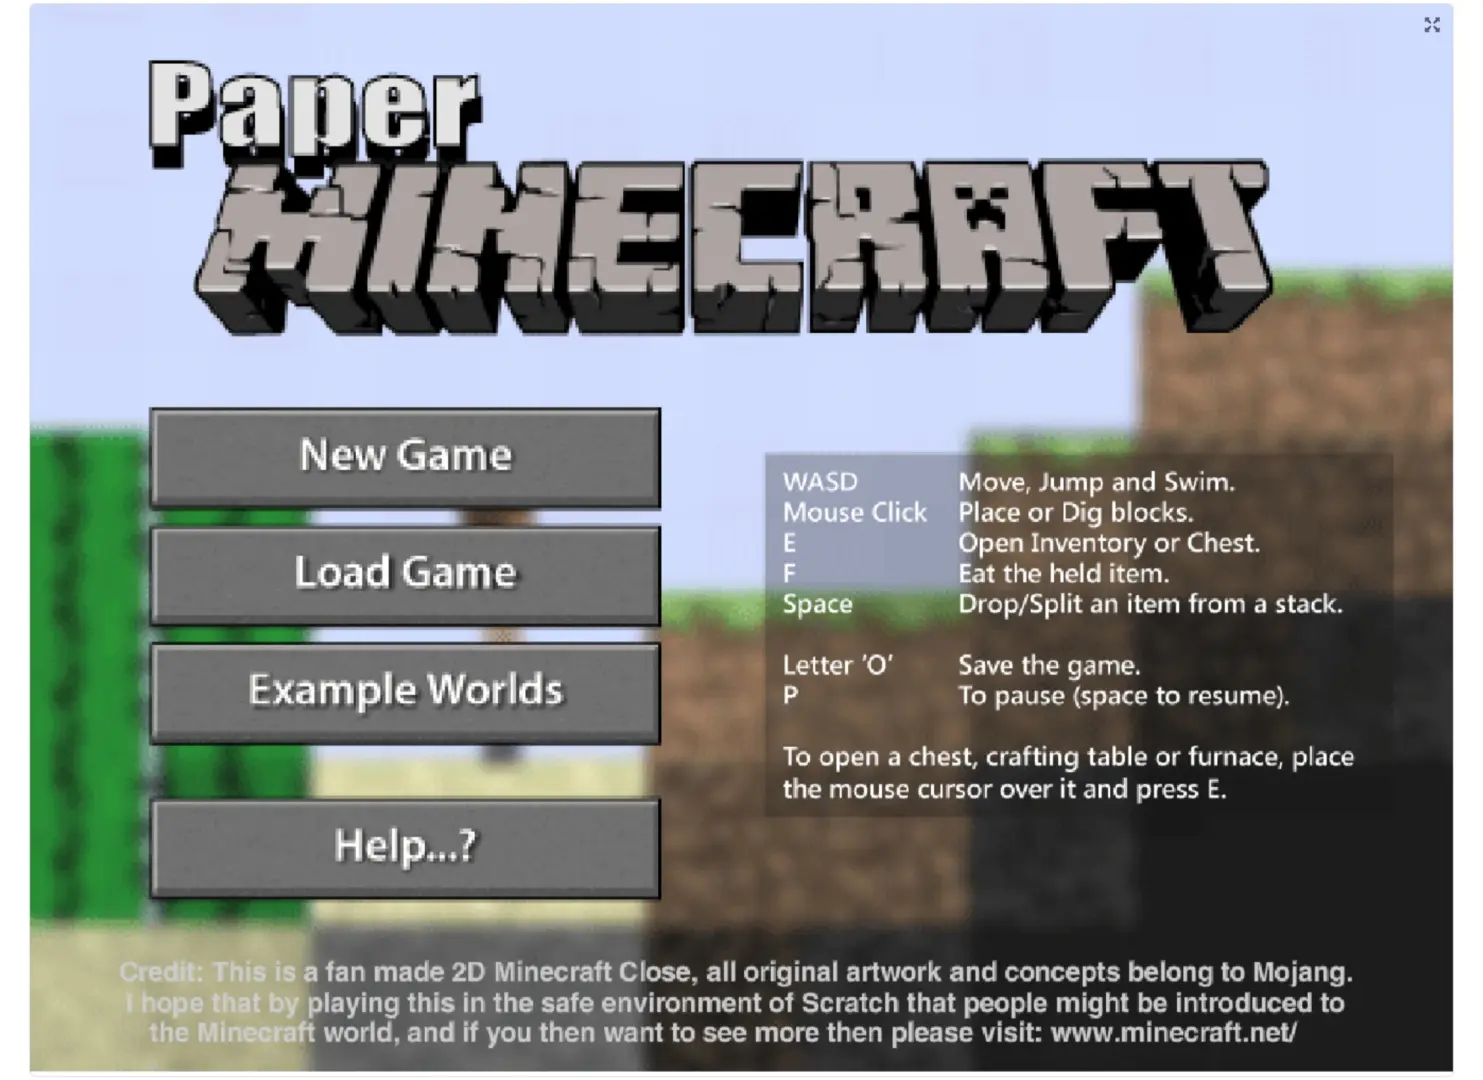 Paper
MINECRAFT
New Game
Load Game
Example Worlds
Help...?
WASD Move, Jump and Swim.
Mouse Click Place or Dig blocks.
E Open Inventory or Chest.
F Eat the held item.
Space Drop/Split an item from a stack.
Letter ‘O’ Save the game.
P To pause (space to resume).
To open a chest, crafting table or furnace, place
the mouse cursor over it and press E.
Credit: This is a fan made 2D Minecraft Close, all original artwork and concepts belong to Mojang.
I hope that by playing this in the safe environment of Scratch that people might be introduced to
the Minecraft world, and if you then want to see more then please visit: www.minecraft.net/